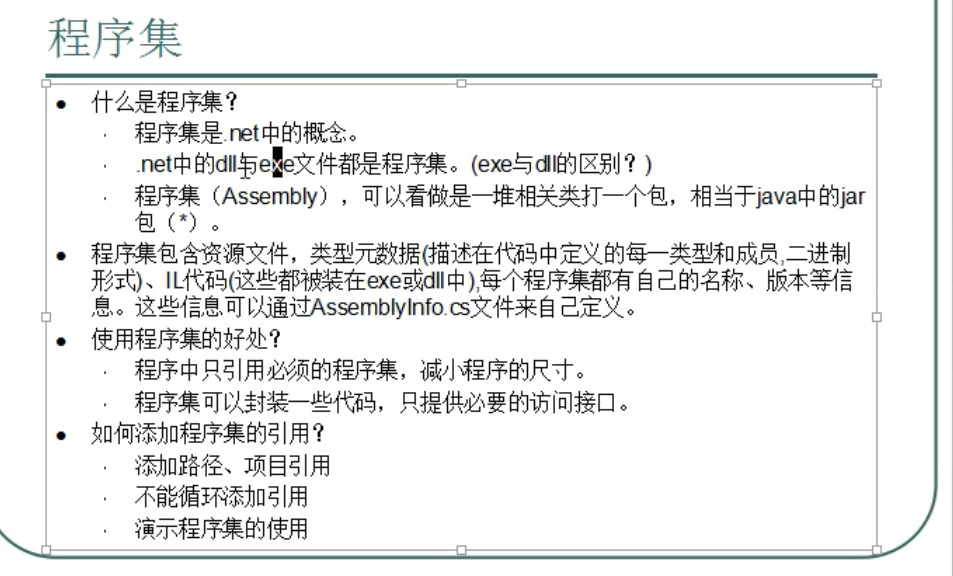 程序集
什么是程序集？
程序集是.net中的概念。
.net中的dll与exe文件都是程序集。(exe与dll的区别？)
程序集（Assembly），可以看做是一堆相关类打一个包，相当于java中的jar
包（*）。
程序集包含资源文件，类型元数据(描述在代码中定义的每一类型和成员,二进制
形式)、IL代码(这些都被装在exe或dll中),每个程序集都有自己的名称、版本等信
息。这些信息可以通过AssemblyInfo.cs文件来自己定义。
使用程序集的好处？
程序中只引用必须的程序集，减小程序的尺寸。
程序集可以封装一些代码，只提供必要的访问接口。
如何添加程序集的引用？
添加路径、项目引用
不能循环添加引用
演示程序集的使用